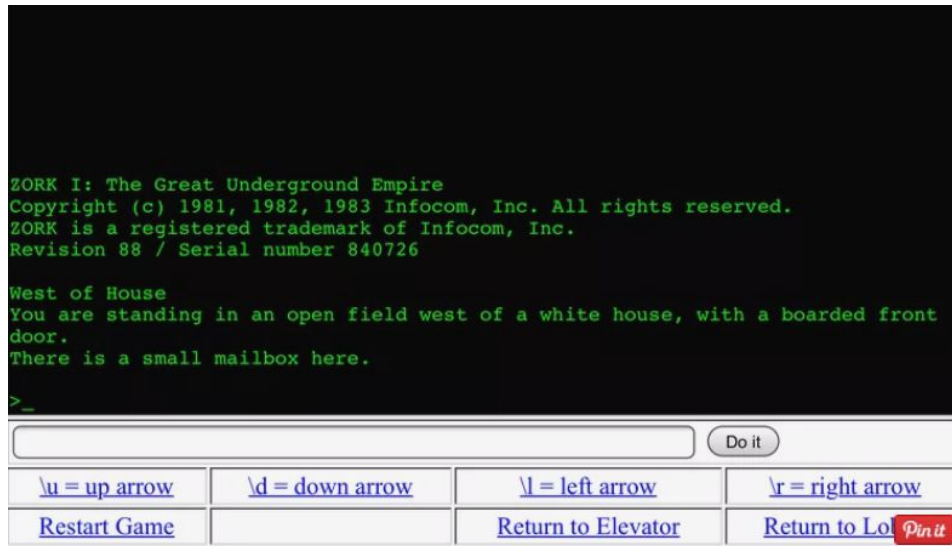 ZORK I: The Great Underground Empire
Copyright (c) 1981, 1982, 1983 Infocom, Inc. All rights reserved.
ZORK is a registered trademark of Infocom, Inc.
Revision 88 / Serial number 840726
West of House
You are standing in an open field west of a white house, with a boarded front
door.
There is a small mailbox here.
>_
Do it
\u = up arrow \d = down arrow \l = left arrow \r = right arrow
Restart Game Return to Elevator Return to
Pin it